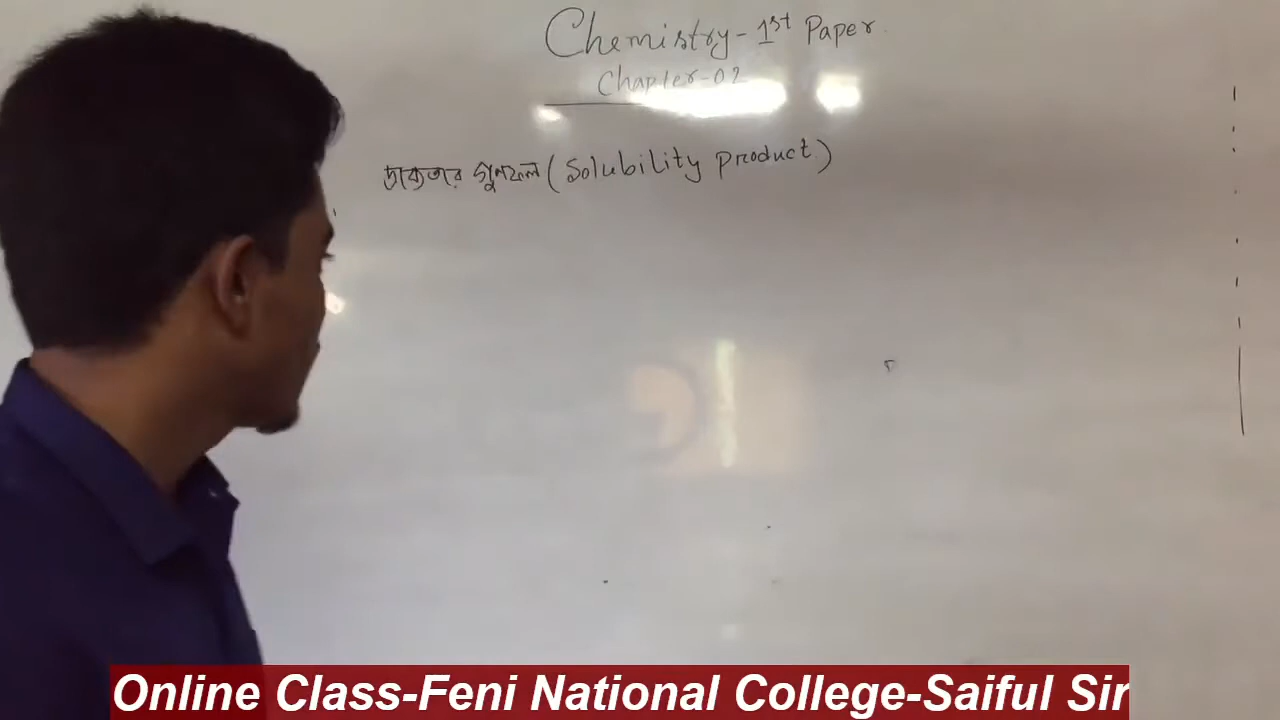 Chemistry-1st Paper
Chapter-02
দ্রাব্যতার গুণফল (Solubility product)
Online Class-Feni National College-Saiful Sir